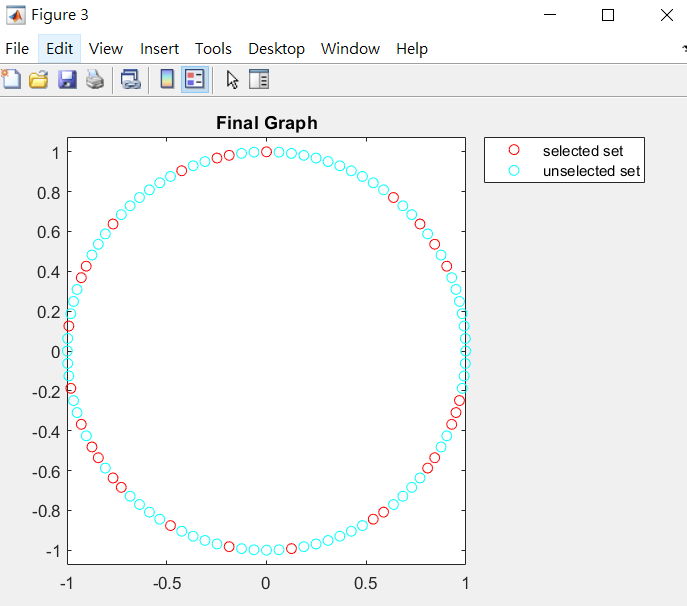 Figure 3
File Edit View Insert Tools Desktop Window Help
Final Graph
selected set
unselected set
1
0.8
0.6
0.4
0.2
0
-0.2
-0.4
-0.6
-0.8
-1
-1 -0.5 0 0.5 1